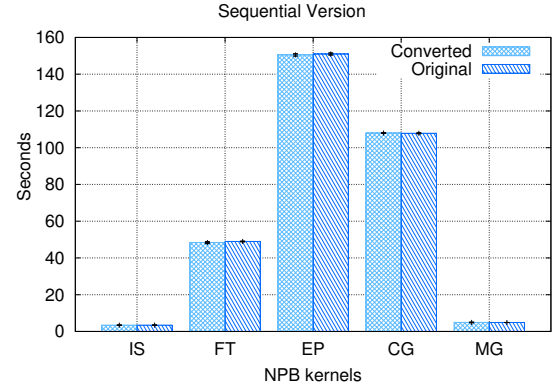 Sequential Version
160
140
120
100
80
60
40
20
0
Seconds
Converted
Original
IS FT EP CG MG
NPB kernels